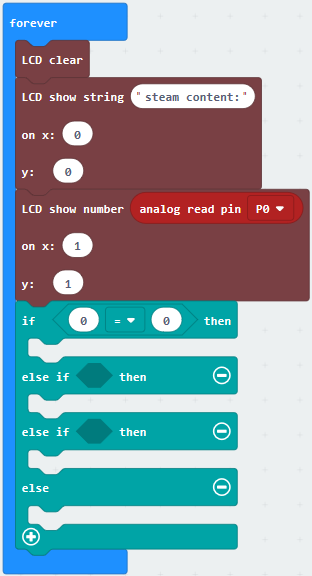 forever
LCD clear
LCD show string "steam content:"
on x: 0
y: 0
LCD show number analog read pin P0
on x: 1
y: 1
if 0 = 0 then
else if then
else if then
else